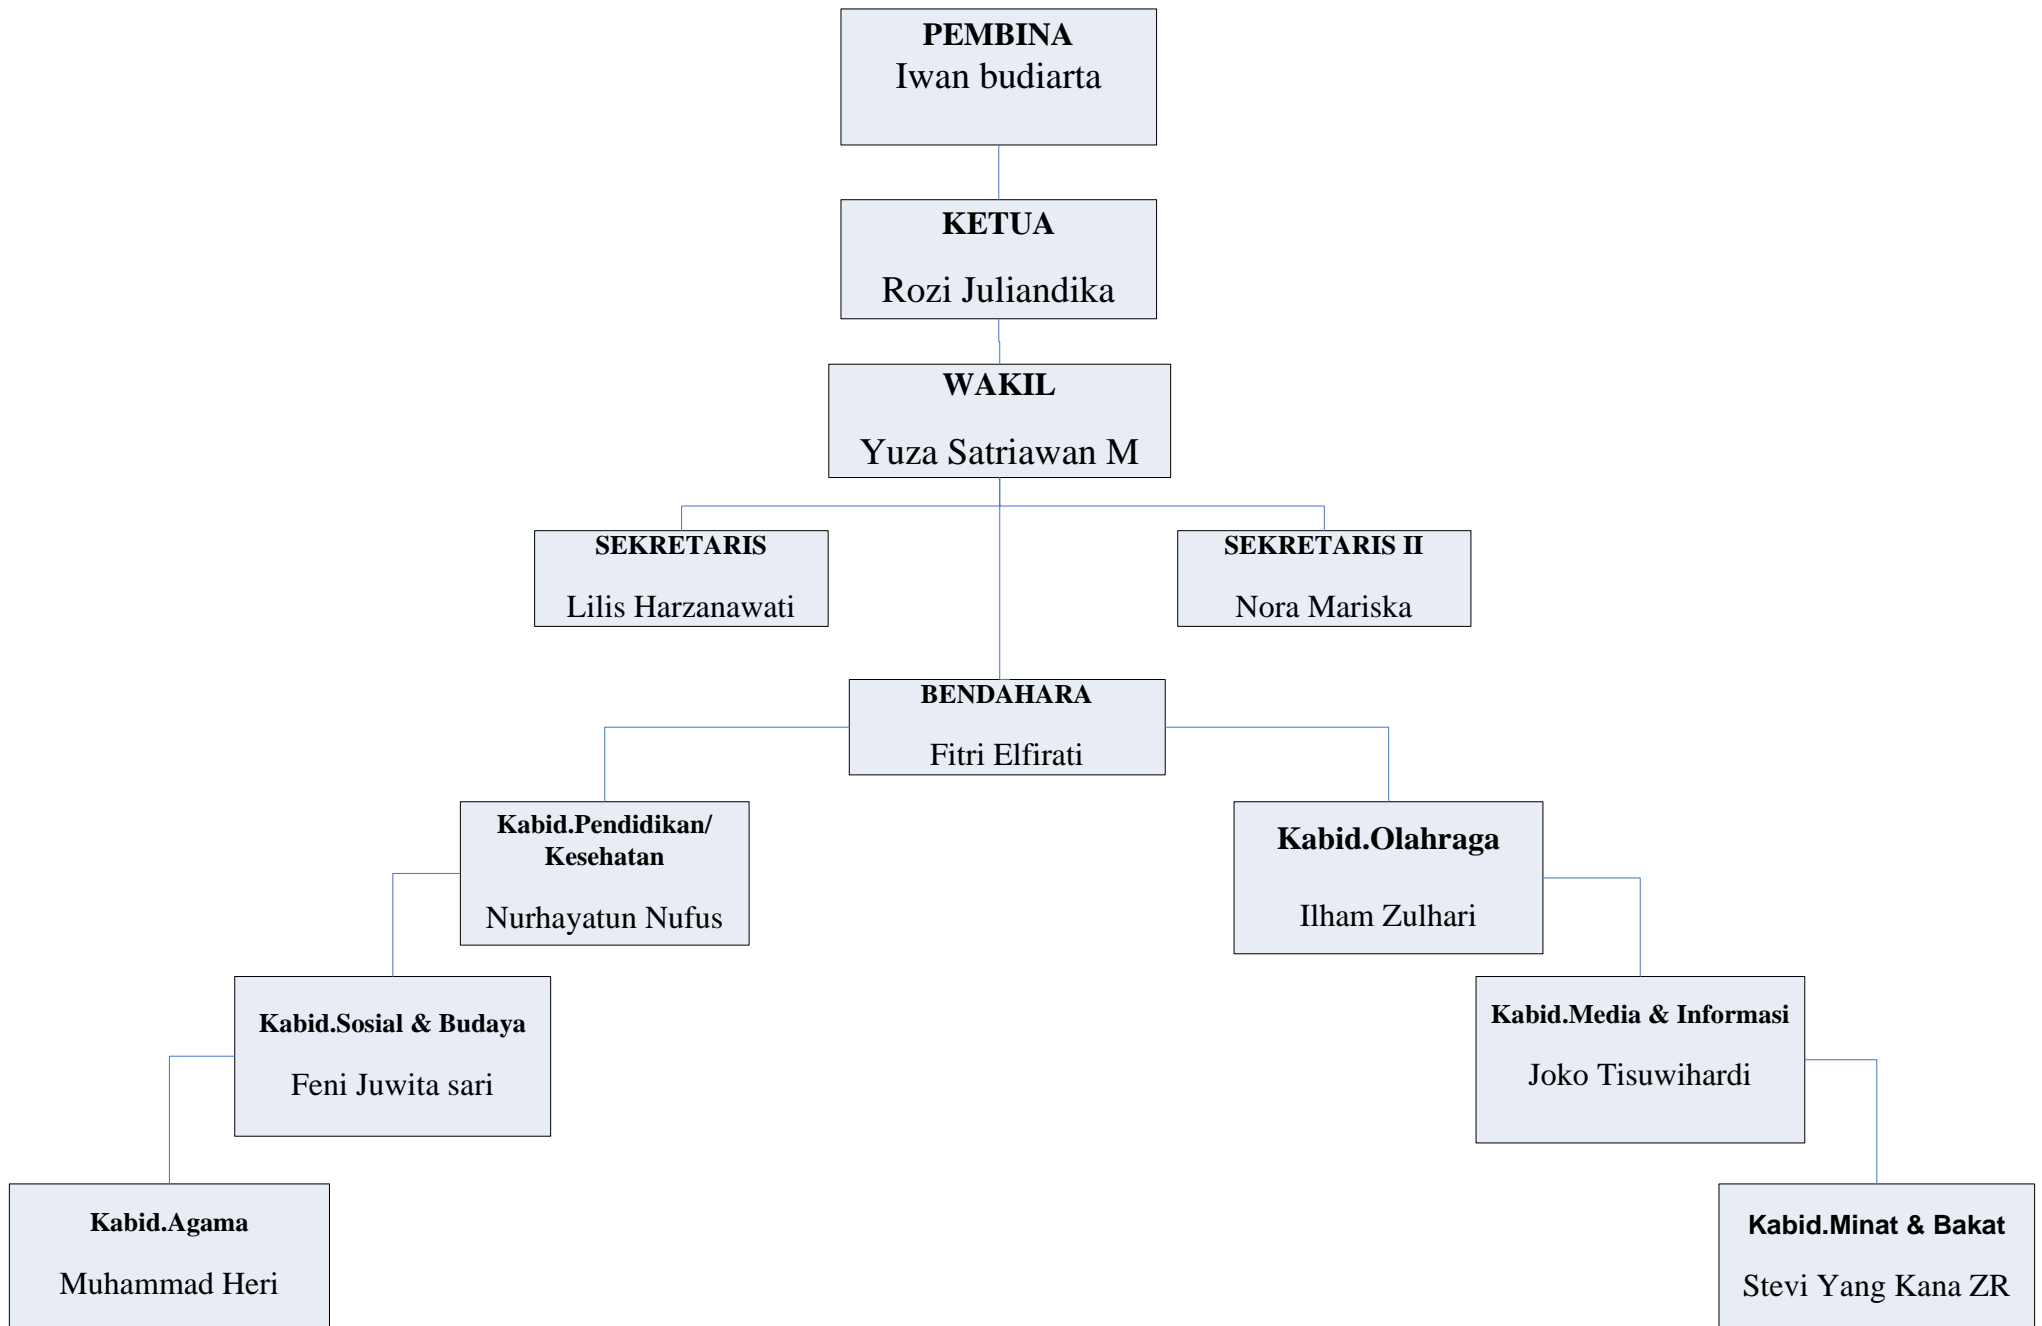 PEMBINA
Iwan budiarta
KETUA
Rozi Juliandika
WAKIL
Yuza Satriawan M
SEKRETARIS
Lilis Harzanawati
SEKRETARIS II
Nora Mariska
BENDAHARA
Fitri Elfirati
Kabid.Pendidikan/
Kesehatan
Nurhayatun Nufus
Kabid.Olahraga
Ilham Zulhari
Kabid.Sosial & Budaya
Feni Juwita sari
Kabid.Media & Informasi
Joko Tisuwihardi
Kabid.Agama
Muhammad Heri
Kabid.Minat & Bakat
Stevi Yang Kana ZR